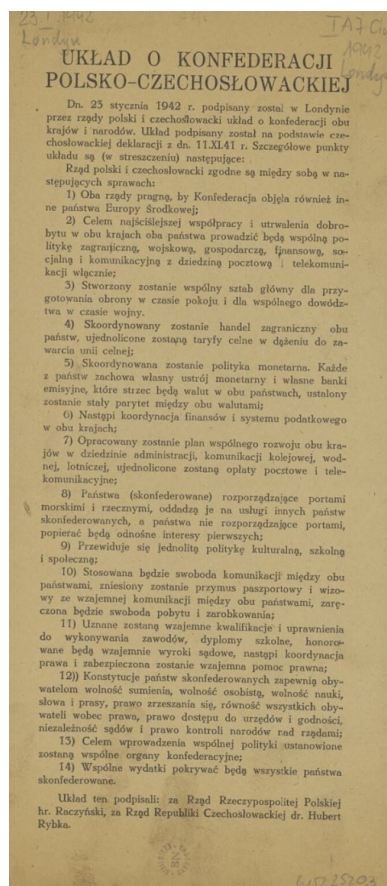 23 I 1942
Londyn
1942
Londyn
UKŁAD O KONFEDERACJI
POLSKO-CZECHOSŁOWACKIEJ
Dn. 23 stycznia 1942 r. podpisany został w Londynie
przez rządy polski i czechosłowacki układ o konfederacji obu
krajów i narodów. Układ podpisany został na podstawie cze-
chosłowackiej deklaracji z dn. 11.XI.41 r. Szczegółowe punkty
układu są (w streszczeniu) następujące:
Rząd polski i czechosłowacki zgodne są między sobą w na-
stępujących sprawach:
1) Oba rządy pragną, by Konfederacja objęła również in-
ne państwa Europy Środkowej;
2) Celem najściślejszej współpracy i utrwalenia dobro-
bytu w obu krajach oba państwa prowadzić będą wspólną po-
litykę zagraniczną, wojskową, gospodarczą, finansową, so-
cjalną i komunikacyjną z dziedziną pocztową i telekomuni-
kacji włącznie;
3) Stworzony zostanie wspólny sztab główny dla przy-
gotowania obrony w czasie pokoju i dla wspólnego dowódz-
twa w czasie wojny.
4) Skoordynowany zostanie handel zagraniczny obu
państw, ujednolicone zostaną taryfy celne w dążeniu do za-
warcia unii celnej;
5) Skoordynowana zostanie polityka monetarna. Każde
z państw zachowa własny ustrój monetarny i własne banki
emisyjne, które strzec będą walut w obu państwach, ustalony
zostanie stały parytet między obu walutami;
6) Nastąpi koordynacja finansów i systemu podatkowego
w obu krajach;
7) Opracowany zostanie plan wspólnego rozwoju obu kra-
jów w dziedzinie administracji, komunikacji kolejowej, wod-
nej, lotniczej, ujednolicone zostaną opłaty pocztowe i tele-
komunikacyjne;
8) Państwa (skonfederowane) rozporządzające portami
morskimi i rzecznymi, oddadzą je na usługi innych państw
skonfederowanych, a państwa nie rozporządzające portami,
popierać będą odnośne interesy pierwszych;
9) Przewiduje się jednolitą politykę kulturalną, szkolną
i społeczną;
10) Stosowana będzie swoboda komunikacji między obu
państwami, zniesiony zostanie przymus paszportowy i wizo-
wy ze wzajemnej komunikacji między obu państwami, zarę-
czona będzie swoboda pobytu i zarobkowania;
11) Uznane zostaną wzajemne kwalifikacje i uprawnienia
do wykonywania zawodów, dyplomy szkolne, honoro-
wane będą wzajemnie wyroki sądowe, nastąpi koordynacja
prawa i zabezpieczona zostanie wzajemna pomoc prawna;
12)) Konstytucje państw skonfederowanych zapewnią oby-
watelom wolność sumienia, wolność osobistą, wolność nauki,
słowa i prasy, prawo zrzeszania się, równość wszystkich oby-
wateli wobec prawa, prawo dostępu do urzędów i godności,
niezależność sądów i prawo kontroli narodów nad rządami;
13) Celem wprowadzenia wspólnej polityki ustanowione
zostaną wspólne organy konfederacyjne;
14) Wspólne wydatki pokrywać będą wszystkie państwa
skonfederowane.
Układ ten podpisali: za Rząd Rzeczypospolitej Polskiej
hr. Raczyński, za Rząd Republiki Czechosłowackiej dr. Hubert
Rybka.